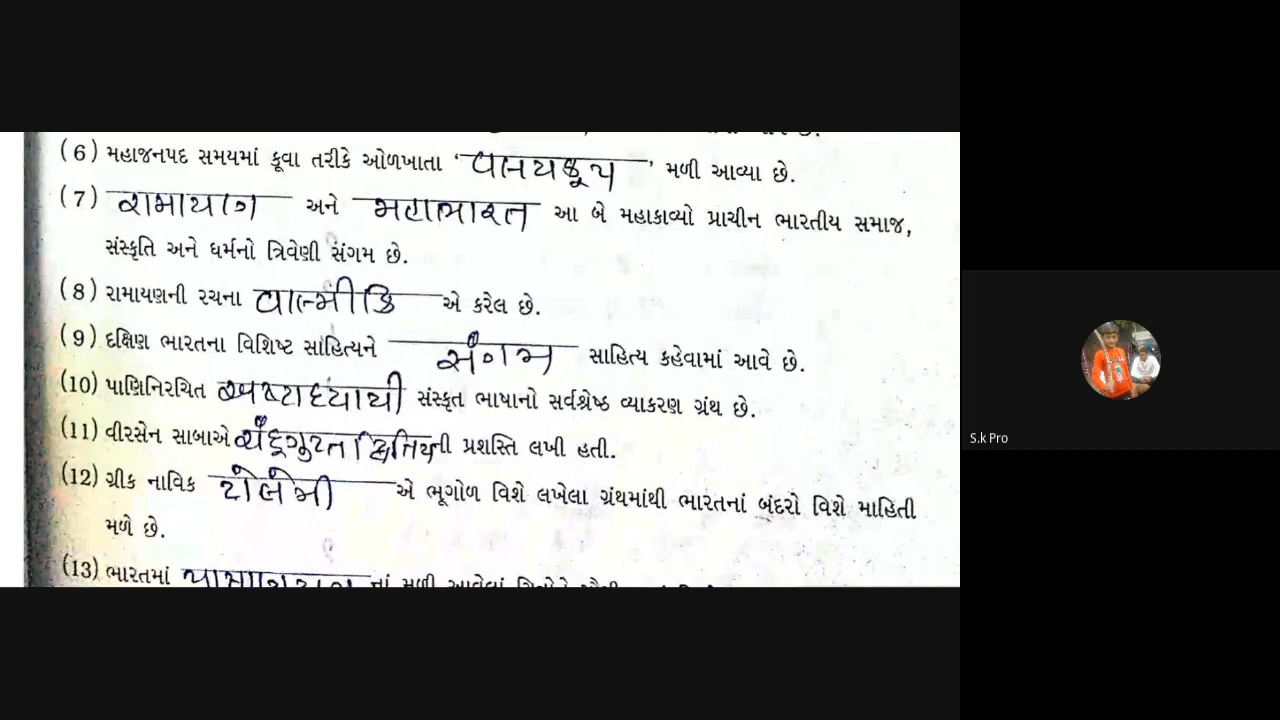 (6) મહાજનપદ સમયમાં કૂવા તરીકે ઓળખાતા ‘વલયકૂપ’ મળી આવ્યા છે.
(7) રામાયણ અને મહાભારત આ બે મહાકાવ્યો પ્રાચીન ભારતીય સમાજ,
સંસ્કૃતિ અને ધર્મનો ત્રિવેણી સંગમ છે.
(8) રામાયણની રચના વાલ્મીકિ એ કરેલ છે.
(9) દક્ષિણ ભારતના વિશિષ્ટ સાહિત્યને સંગમ સાહિત્ય કહેવામાં આવે છે.
(10) પાણિનિરચિત અષ્ટાધ્યાયી સંસ્કૃત ભાષાનો સર્વશ્રેષ્ઠ વ્યાકરણ ગ્રંથ છે.
(11) વીરસેન સાબાએ ચંદ્રગુપ્ત દ્વિતિયની પ્રશસ્તિ લખી હતી.
(12) ગ્રીક નાવિક ટોલેમી એ ભૂગોળ વિશે લખેલા ગ્રંથમાંથી ભારતનાં બંદરો વિશે માહિતી
મળે છે.
(13) ભારતમાં
S.k Pro